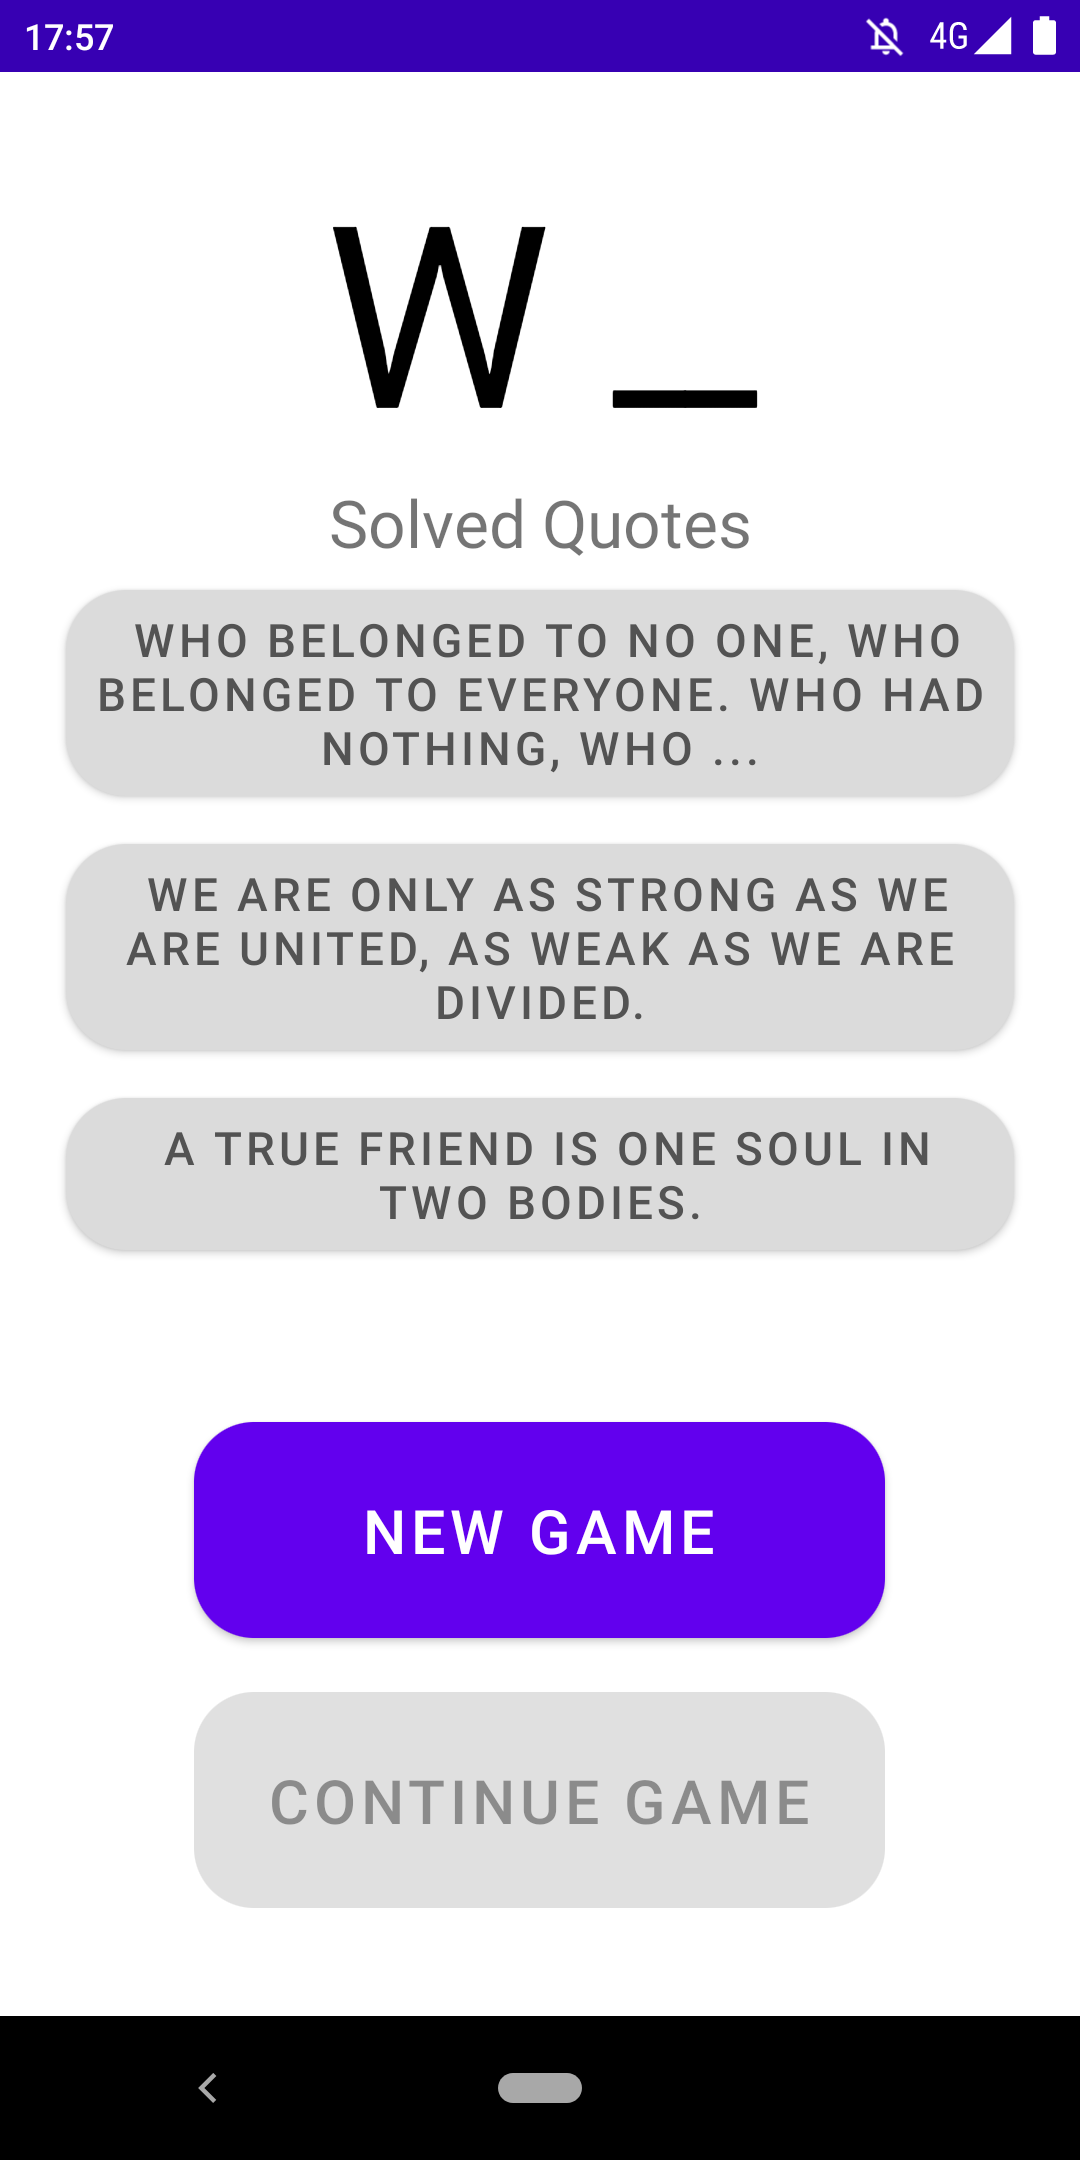 17:57
4G
W _
Solved Quotes
WHO BELONGED TO NO ONE, WHO
BELONGED TO EVERYONE. WHO HAD
NOTHING, WHO ...
WE ARE ONLY AS STRONG AS WE
ARE UNITED, AS WEAK AS WE ARE
DIVIDED.
A TRUE FRIEND IS ONE SOUL IN
TWO BODIES.
NEW GAME
CONTINUE GAME